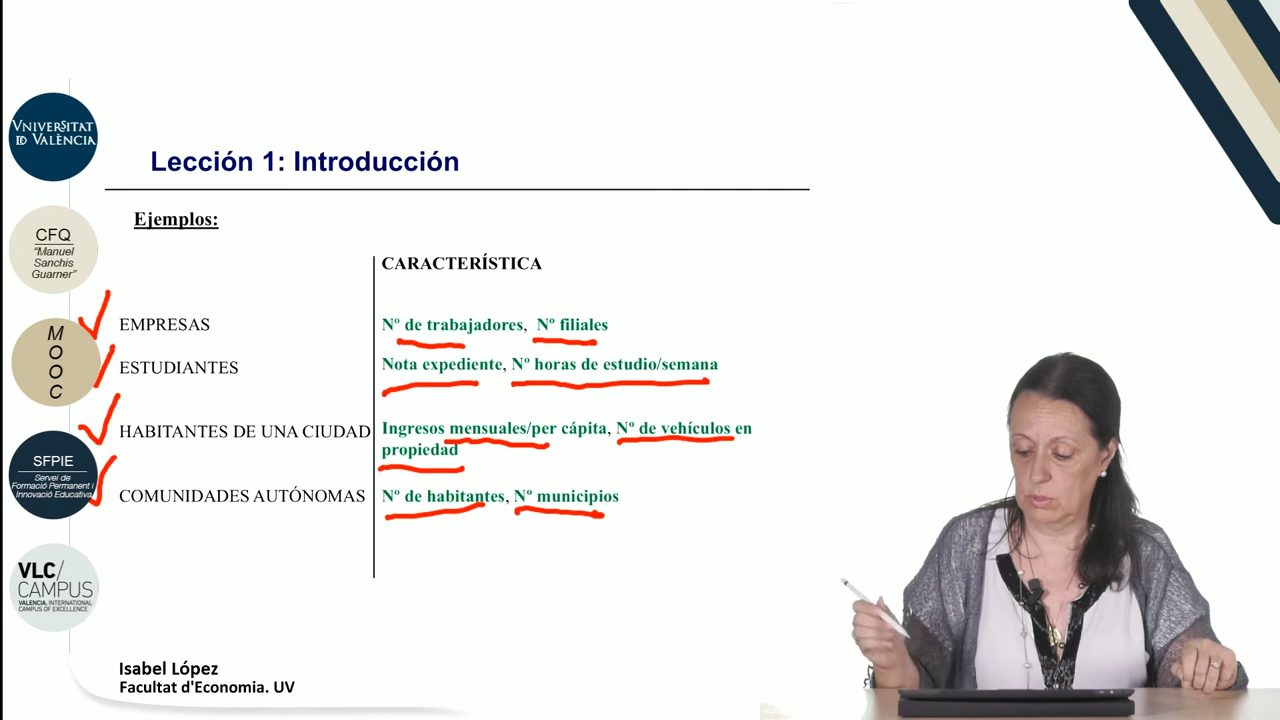 VNIVERSITAT
ID VALÈNCIA
CFQ
"Manuel
Sanchis
Guarner"
M
O
O
C
SFPIE
Servei de
Formació Permanent i
Innovació Educativa
VLC/
CAMPUS
VALENCIA, INTERNATIONAL
CAMPUS OF EXCELLENCE
Lección 1: Introducción
Ejemplos:
CARACTERÍSTICA
EMPRESAS Nº de trabajadores, Nº filiales
ESTUDIANTES Nota expediente, Nº horas de estudio/semana
HABITANTES DE UNA CIUDAD Ingresos mensuales/per cápita, Nº de vehículos en
propiedad
COMUNIDADES AUTÓNOMAS Nº de habitantes, Nº municipios
Isabel López
Facultat d'Economia. UV